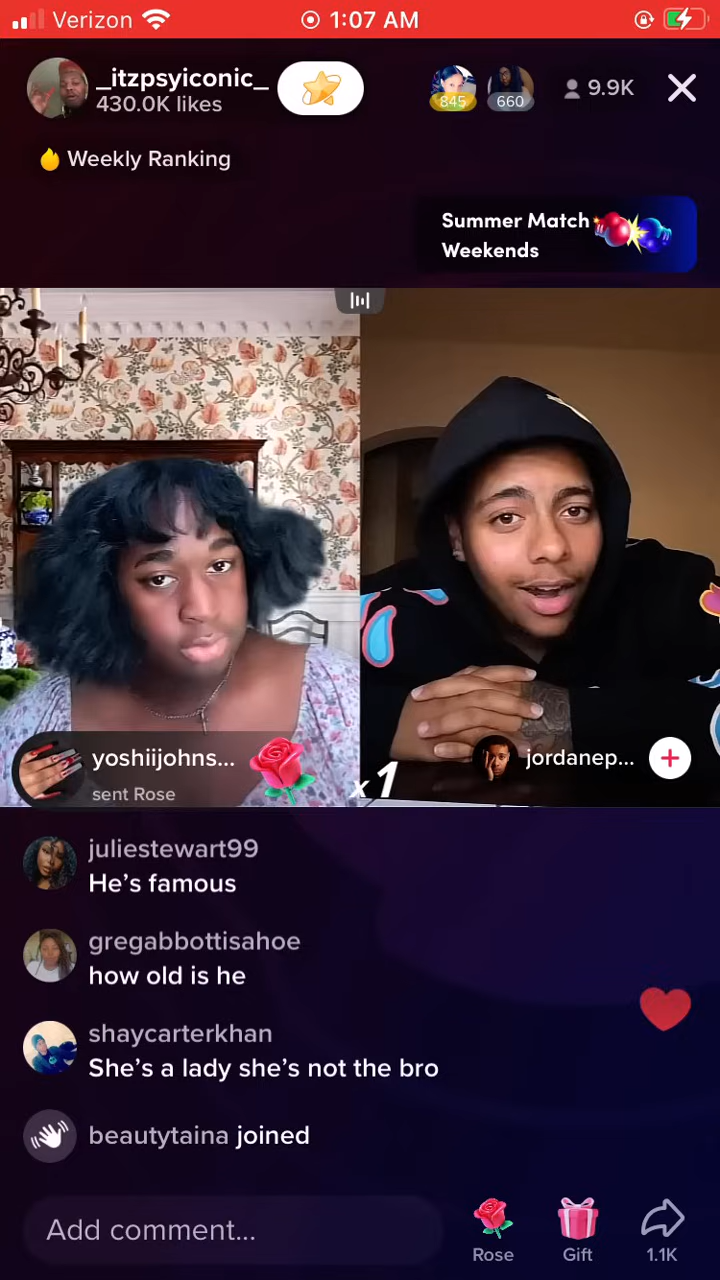 Verizon 1:07 AM
_itzpsyiconic_
430.0K likes
845
660
9.9K
Weekly Ranking
Summer Match
Weekends
yoshiijohns...
sent Rose
x1
jordanep...
juliestewart99
He’s famous
gregabbottisahoe
how old is he
shaycarterkhan
She’s a lady she’s not the bro
beautytaina joined
Add comment...
Rose
Gift
1.1K